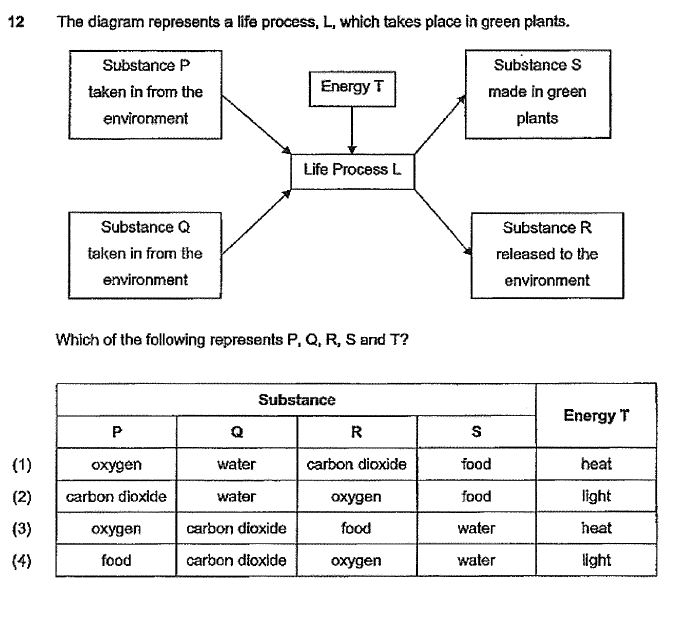 12 The diagram represents a life process, L, which takes place in green plants.
Substance P
taken in from the
environment
Energy T
Substance S
made in green
plants
Life Process L
Substance Q
taken in from the
environment
Substance R
released to the
environment
Which of the following represents P, Q, R, S and T?
Substance Energy T
P Q R S
(1) oxygen water carbon dioxide food heat
(2) carbon dioxide water oxygen food light
(3) oxygen carbon dioxide food water heat
(4) food carbon dioxide oxygen water light